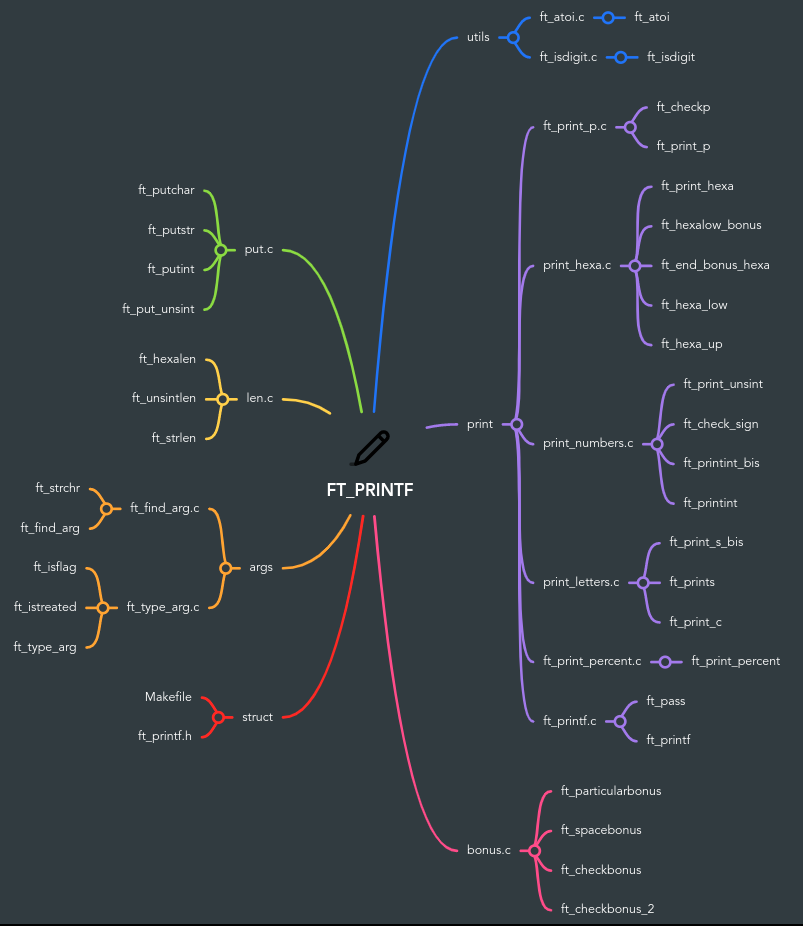 FT_PRINTF
utils
ft_atoi.c
ft_atoi
ft_isdigit.c
ft_isdigit
print
ft_print_p.c
ft_checkp
ft_print_p
print_hexa.c
ft_print_hexa
ft_hexalow_bonus
ft_end_bonus_hexa
ft_hexa_low
ft_hexa_up
print_numbers.c
ft_print_unsint
ft_check_sign
ft_printint_bis
ft_printint
print_letters.c
ft_print_s_bis
ft_prints
ft_print_c
ft_print_percent.c
ft_print_percent
ft_printf.c
ft_pass
ft_printf
bonus.c
ft_particularbonus
ft_spacebonus
ft_checkbonus
ft_checkbonus_2
put.c
ft_putchar
ft_putstr
ft_putint
ft_put_unsint
len.c
ft_hexalen
ft_unsintlen
ft_strlen
args
ft_find_arg.c
ft_strchr
ft_find_arg
ft_type_arg.c
ft_isflag
ft_istreated
ft_type_arg
struct
Makefile
ft_printf.h